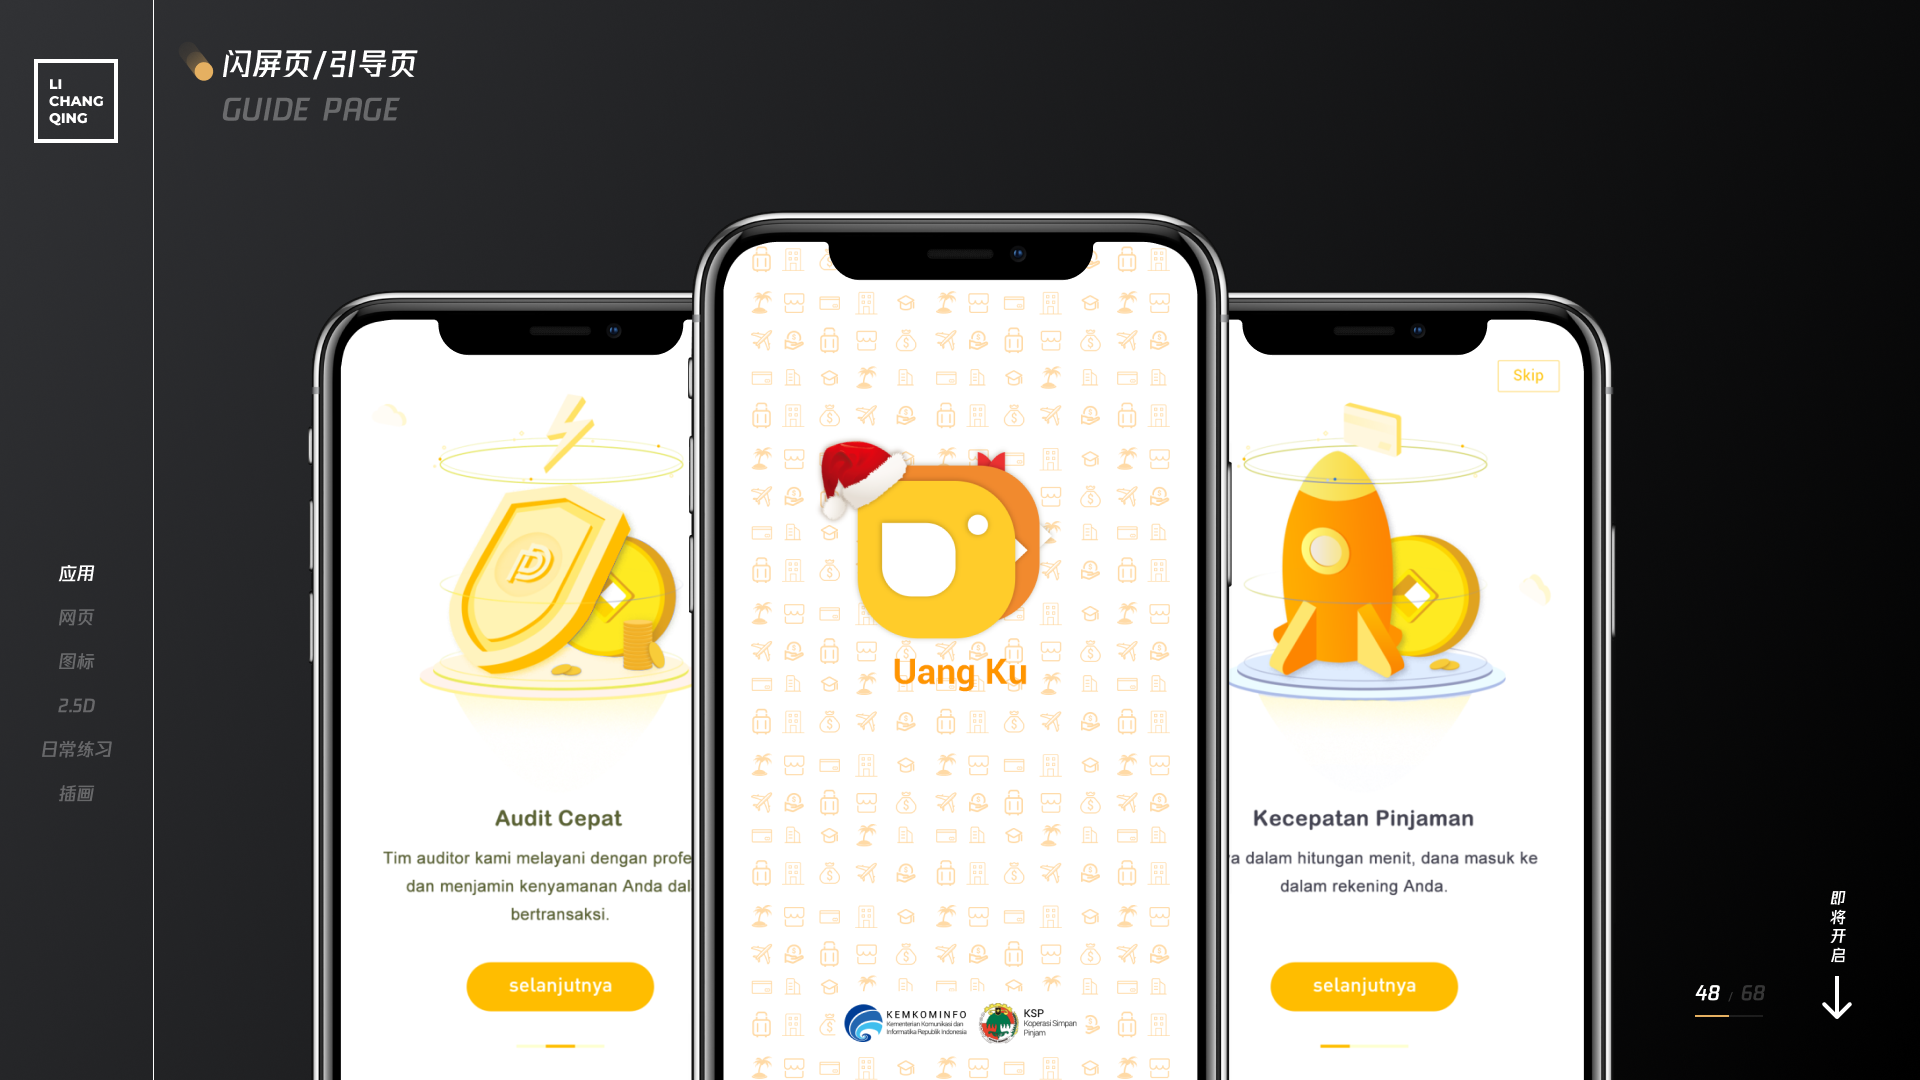 LI
CHANG
QING
闪屏页/引导页
GUIDE PAGE
应用
网页
图标
2.5D
日常练习
插画
Audit Cepat
Tim auditor kami melayani dengan profe
dan menjamin kenyamanan Anda dal
bertransaksi.
selanjutnya
Uang Ku
KEMKOMINFO
Kementerian Komunikasi dan
Informatika Republik Indonesia
KSP
Koperasi Simpan
Pinjam
Skip
Kecepatan Pinjaman
a dalam hitungan menit, dana masuk ke
dalam rekening Anda.
selanjutnya
即将开启
48 / 68